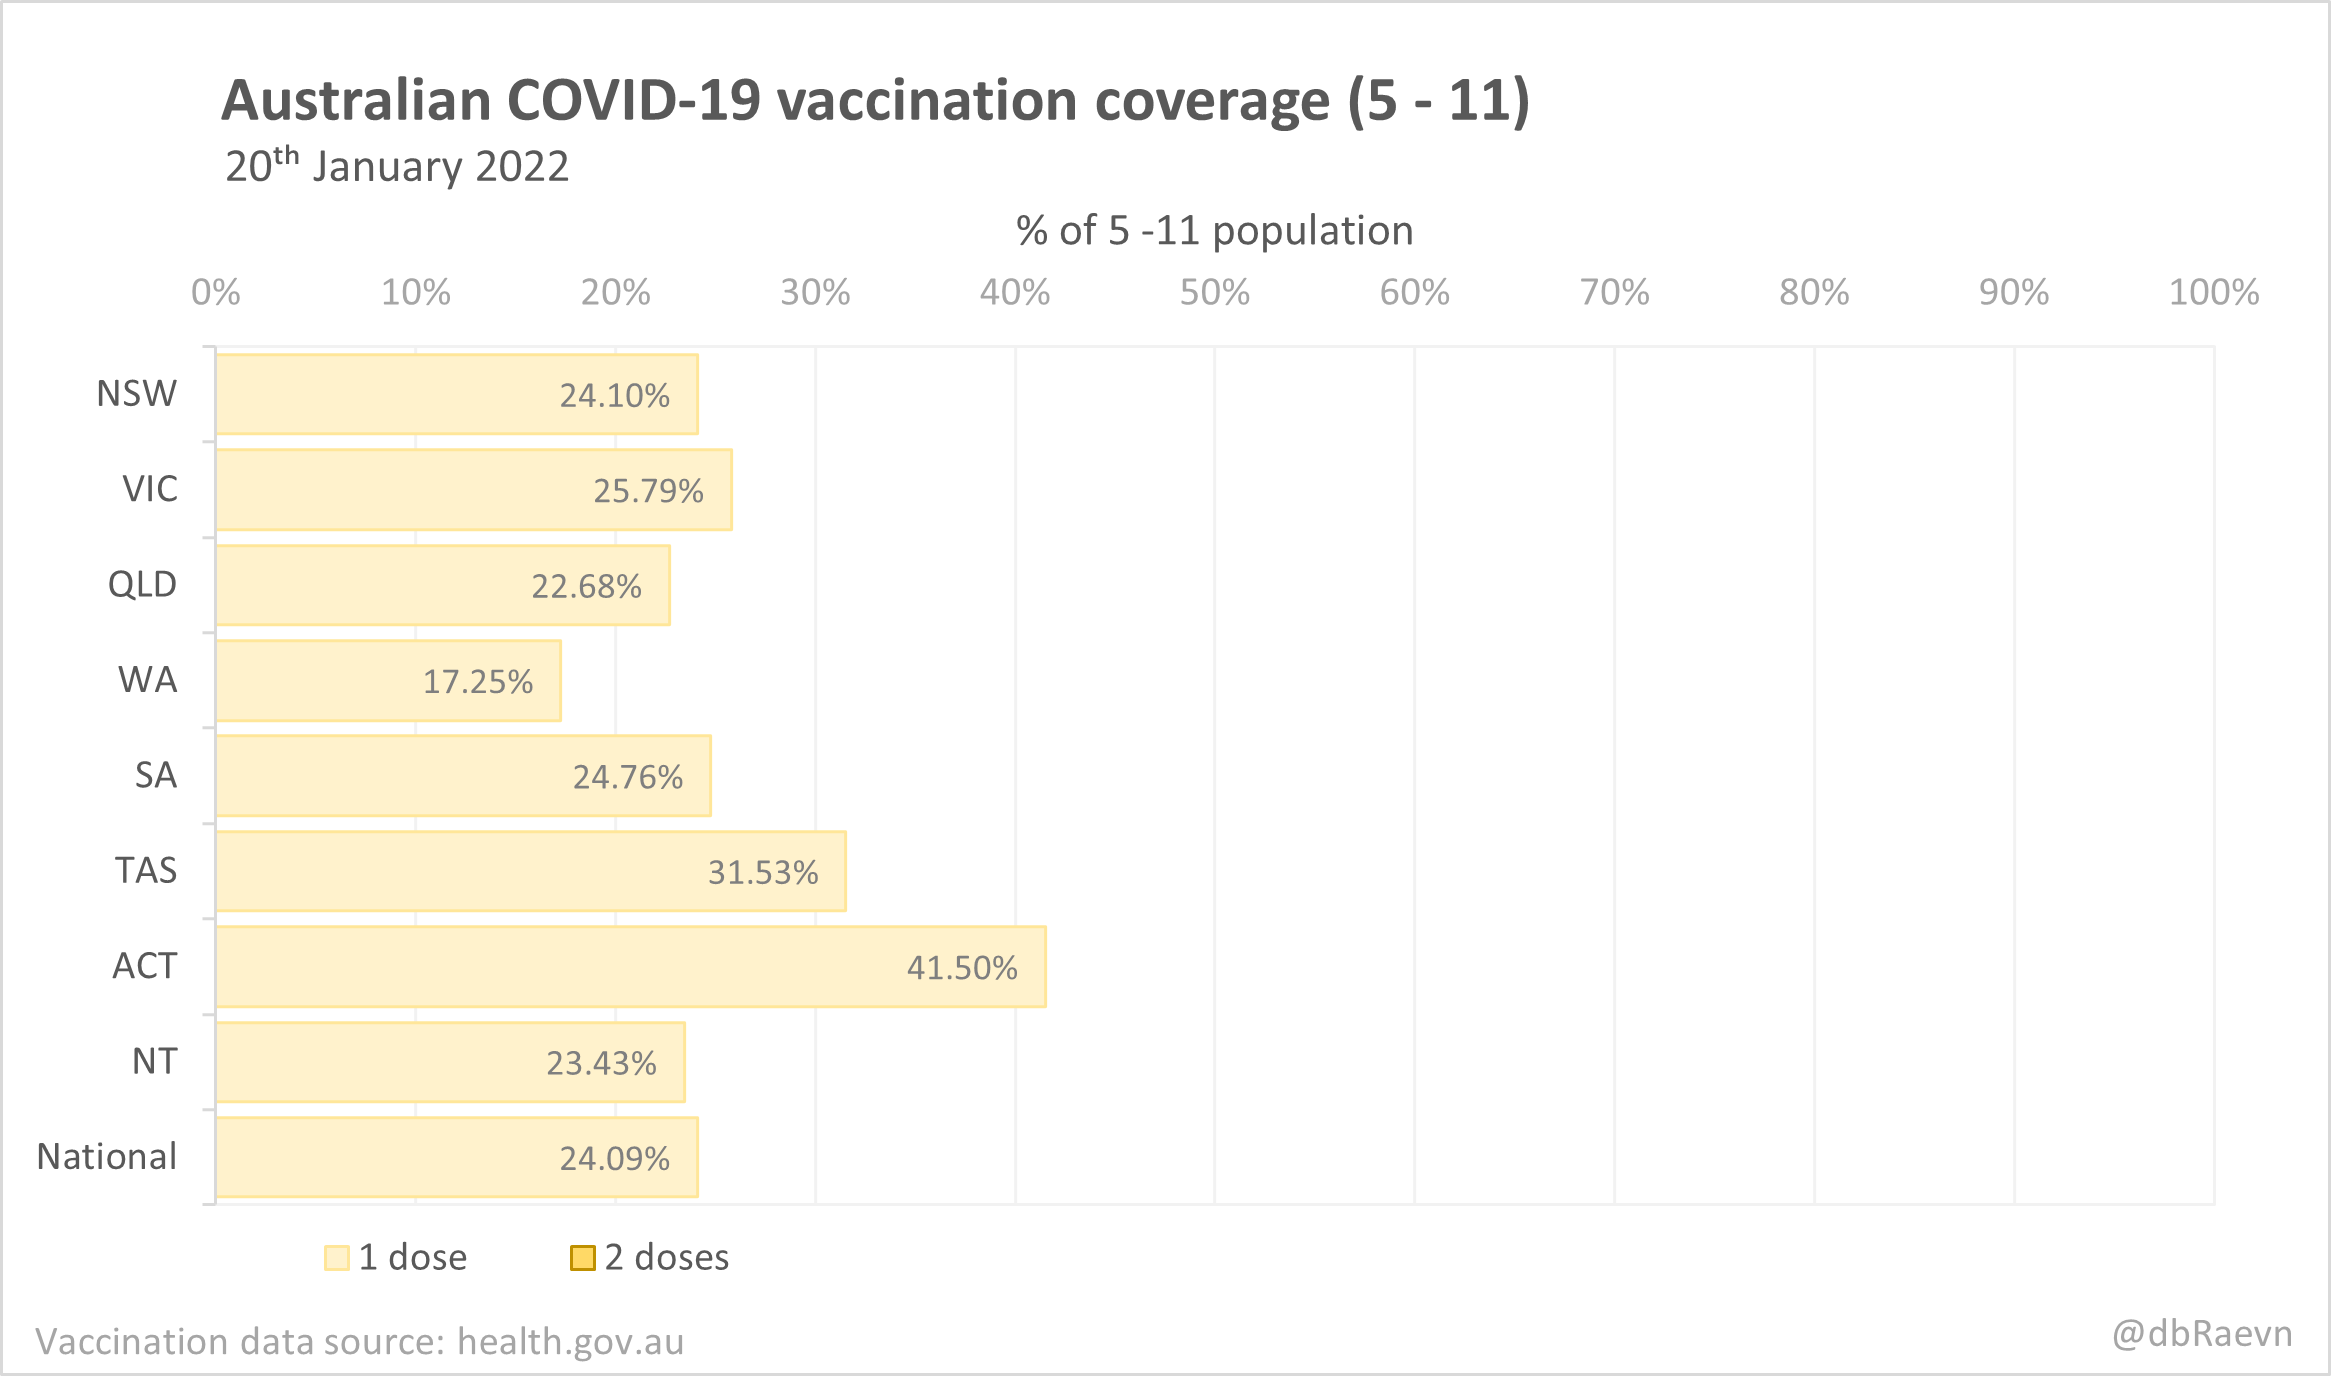 Australian COVID-19 vaccination coverage (5 - 11)
20th January 2022
% of 5 -11 population
0% 10% 20% 30% 40% 50% 60% 70% 80% 90% 100%
NSW 24.10%
VIC 25.79%
QLD 22.68%
WA 17.25%
SA 24.76%
TAS 31.53%
ACT 41.50%
NT 23.43%
National 24.09%
1 dose 2 doses
Vaccination data source: health.gov.au
@dbRaevn